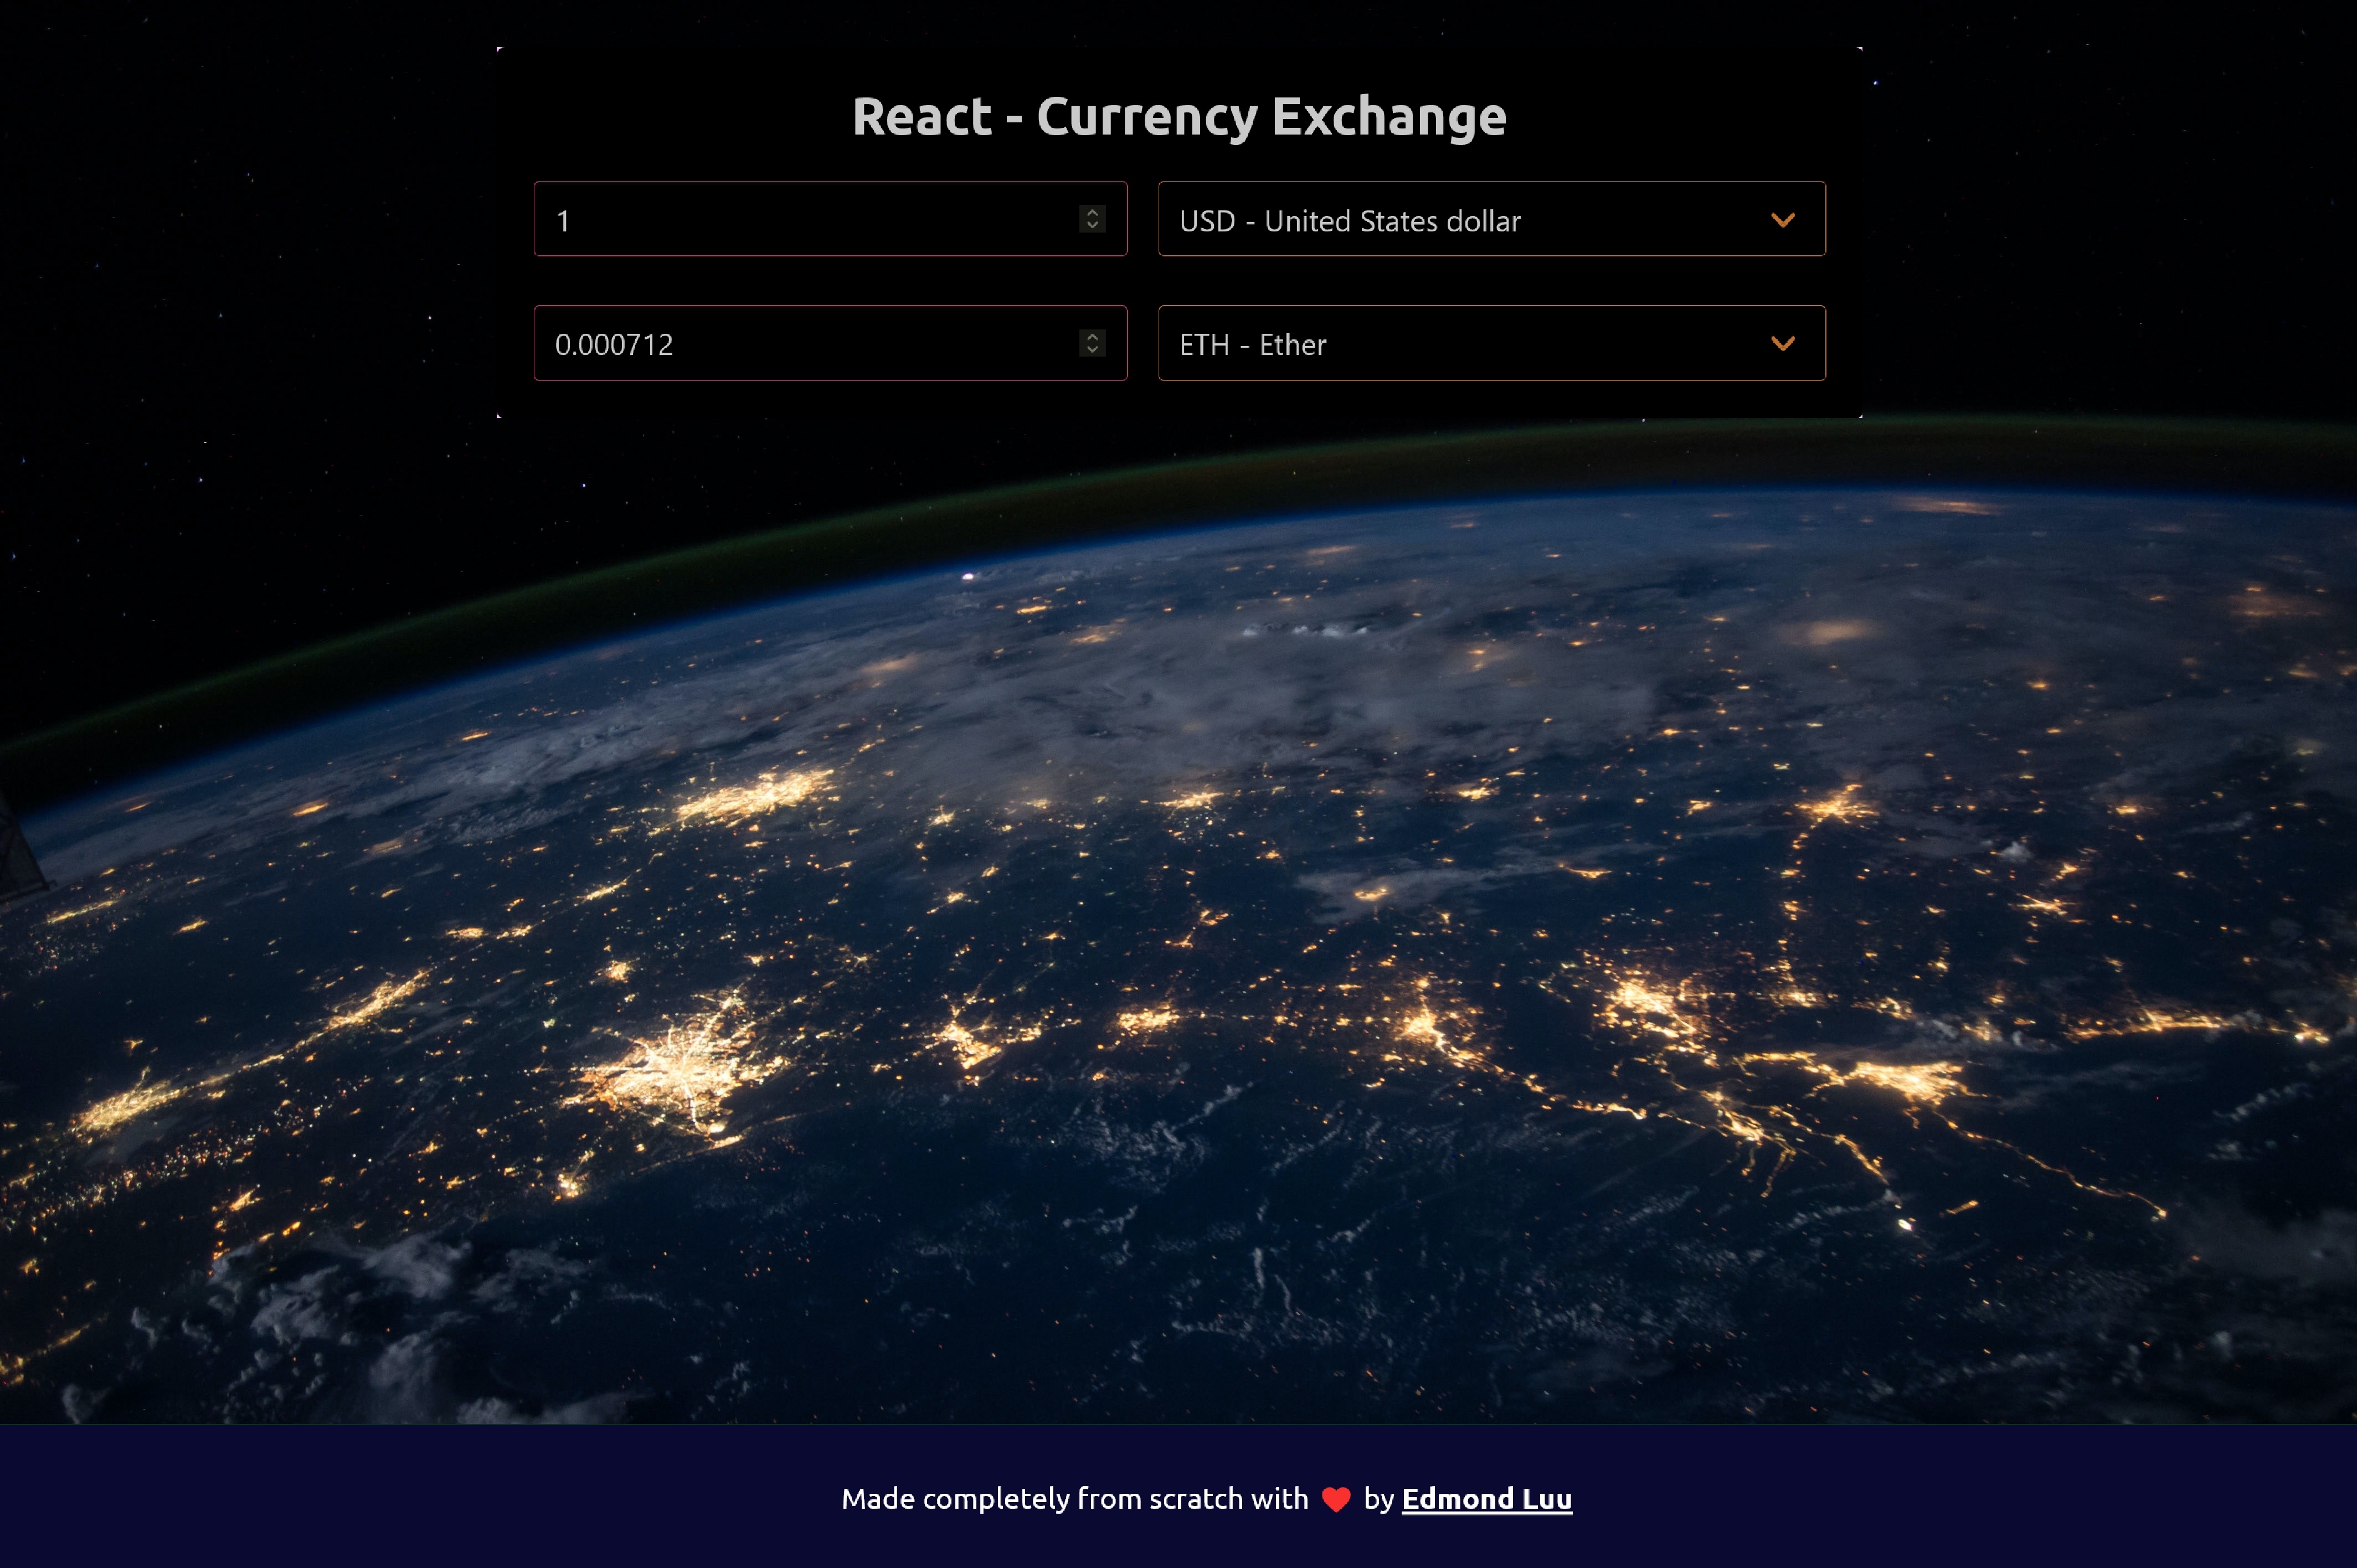 React - Currency Exchange
1
USD - United States dollar
0.000712
ETH - Ether
Made completely from scratch with ❤ by Edmond Luu